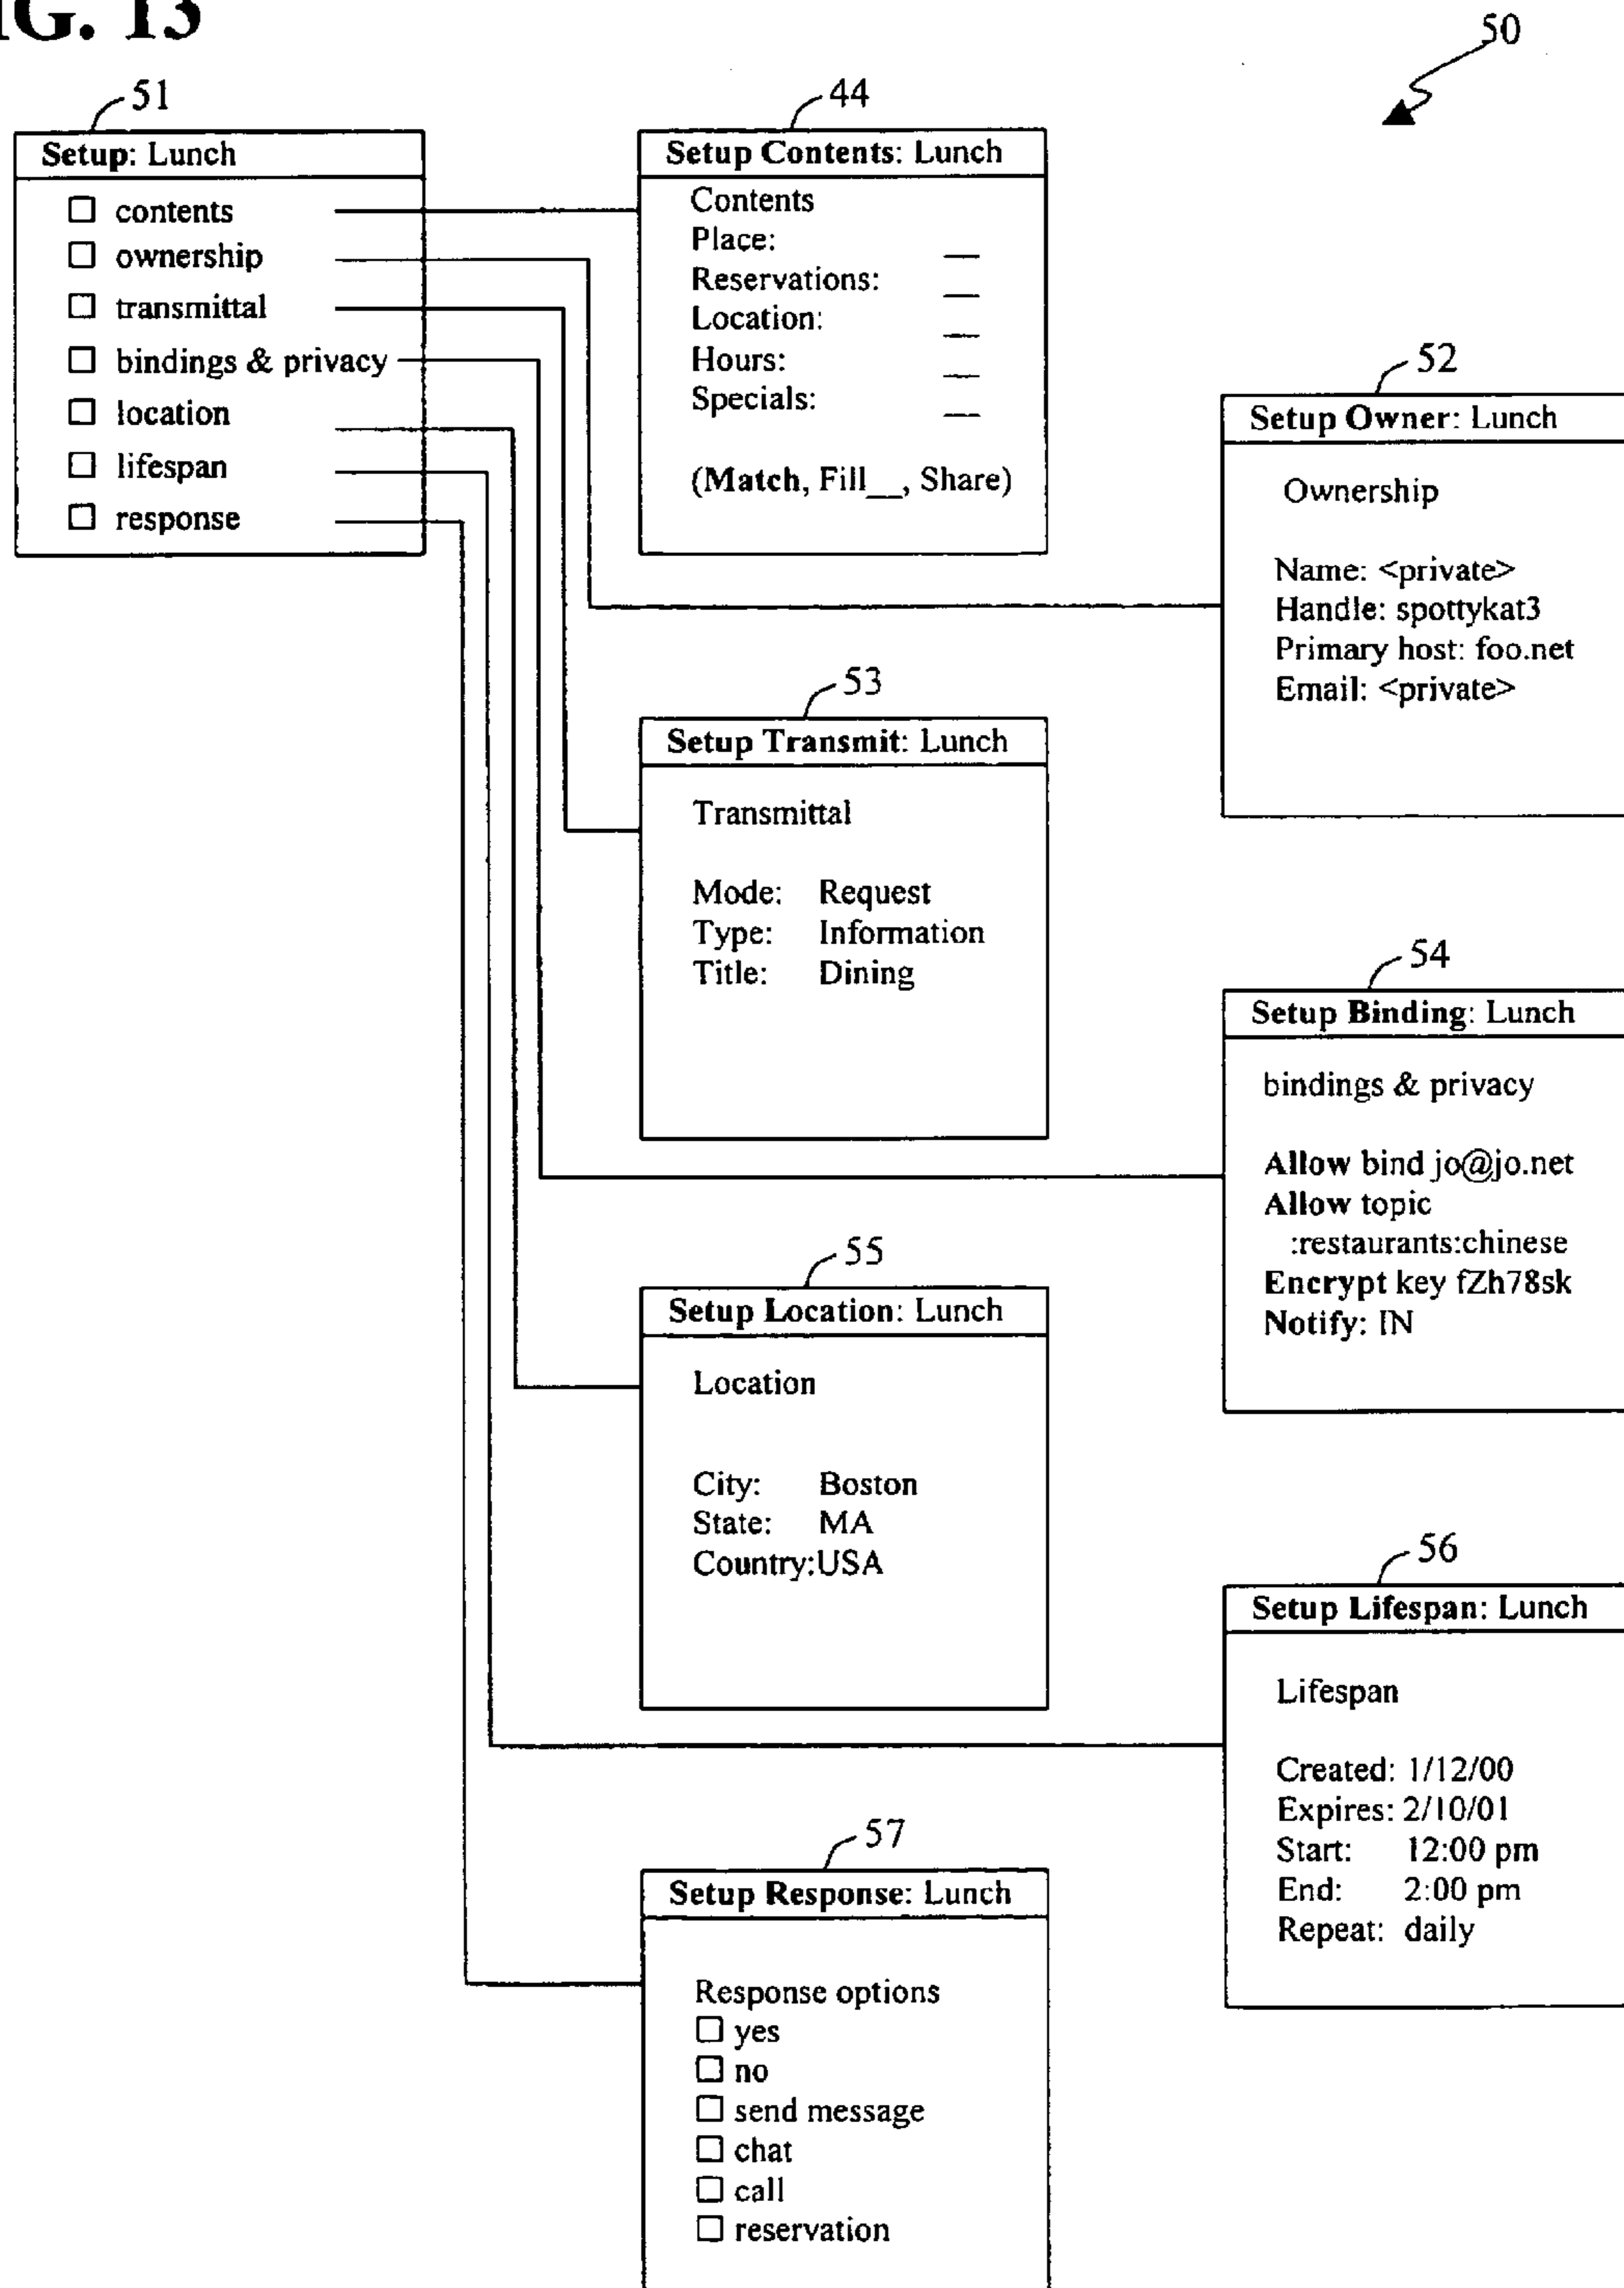 IG. 13
50
51
Setup: Lunch
☐ contents
☐ ownership
☐ transmittal
☐ bindings & privacy
☐ location
☐ lifespan
☐ response
44
Setup Contents: Lunch
Contents
Place: __
Reservations: __
Location: __
Hours: __
Specials: __
(Match, Fill__, Share)
52
Setup Owner: Lunch
Ownership
Name: <private>
Handle: spottykat3
Primary host: foo.net
Email: <private>
53
Setup Transmit: Lunch
Transmittal
Mode: Request
Type: Information
Title: Dining
54
Setup Binding: Lunch
bindings & privacy
Allow bind jo@jo.net
Allow topic
:restaurants:chinese
Encrypt key fZh78sk
Notify: IN
55
Setup Location: Lunch
Location
City: Boston
State: MA
Country:USA
56
Setup Lifespan: Lunch
Lifespan
Created: 1/12/00
Expires: 2/10/01
Start: 12:00 pm
End: 2:00 pm
Repeat: daily
57
Setup Response: Lunch
Response options
☐ yes
☐ no
☐ send message
☐ chat
☐ call
☐ reservation